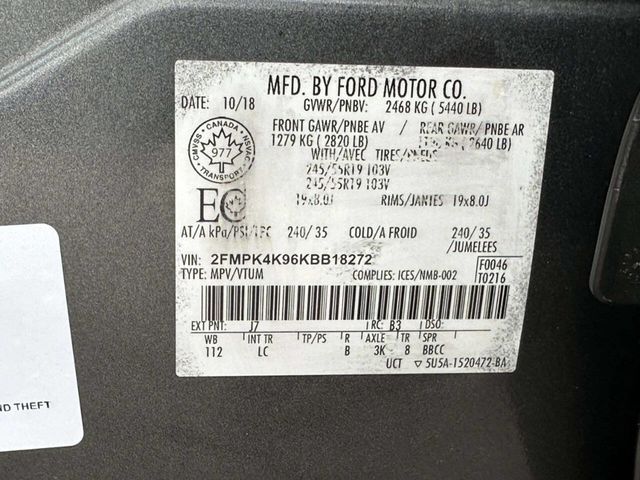 MFD. BY FORD MOTOR CO.
DATE: 10/18 GVWR/PNBV: 2468 KG ( 5440 LB)
FRONT GAWR/PNBE AV / REAR GAWR/PNBE AR
1279 KG ( 2820 LB) KG ( 2640 LB)
WITH/AVEC TIRES/PNEUS
245/55R19 103V
245/55R19 103V
19x8.0J RIMS/JANTES 19x8.0J
AT/A kPa/PSI/LPC 240/ 35 COLD/A FROID 240/ 35
/JUMELEES
CMVSS · CANADA · NSVAC
977
TRANSPORT
EC
VIN: 2FMPK4K96KBB18272
TYPE: MPV/VTUM COMPLIES: ICES/NMB-002
F0046
T0216
EXT PNT: J7 RC: B3 DSO:
WB INT TR TP/PS R AXLE TR SPR
112 LC B 3K 8 BBCC
UCT ▽ 5U5A-1520472-BA
ND THEFT